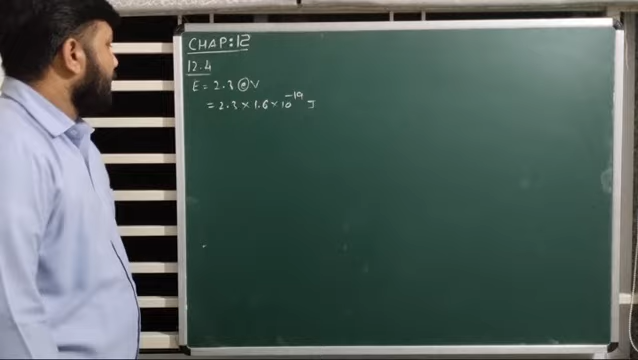 CHAP:12
12.4
E = 2.3 eV
= 2.3 × 1.6 × 10⁻¹⁹ J